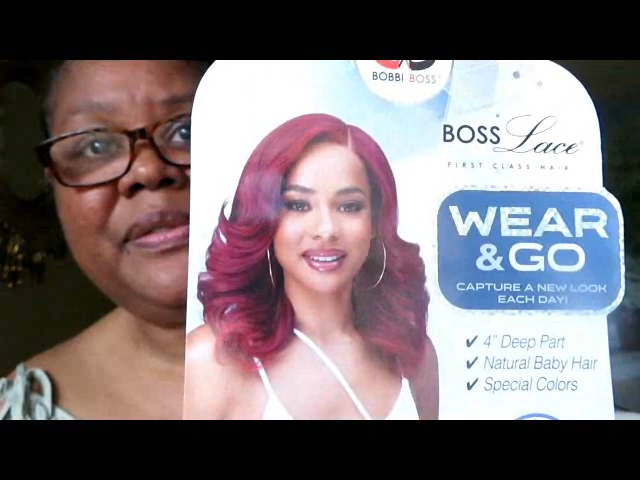 BOBBI BOSS
BOSS Lace
FIRST CLASS HAIR
WEAR
&GO
CAPTURE A NEW LOOK
EACH DAY!
✔ 4" Deep Part
✔ Natural Baby Hair
✔ Special Colors